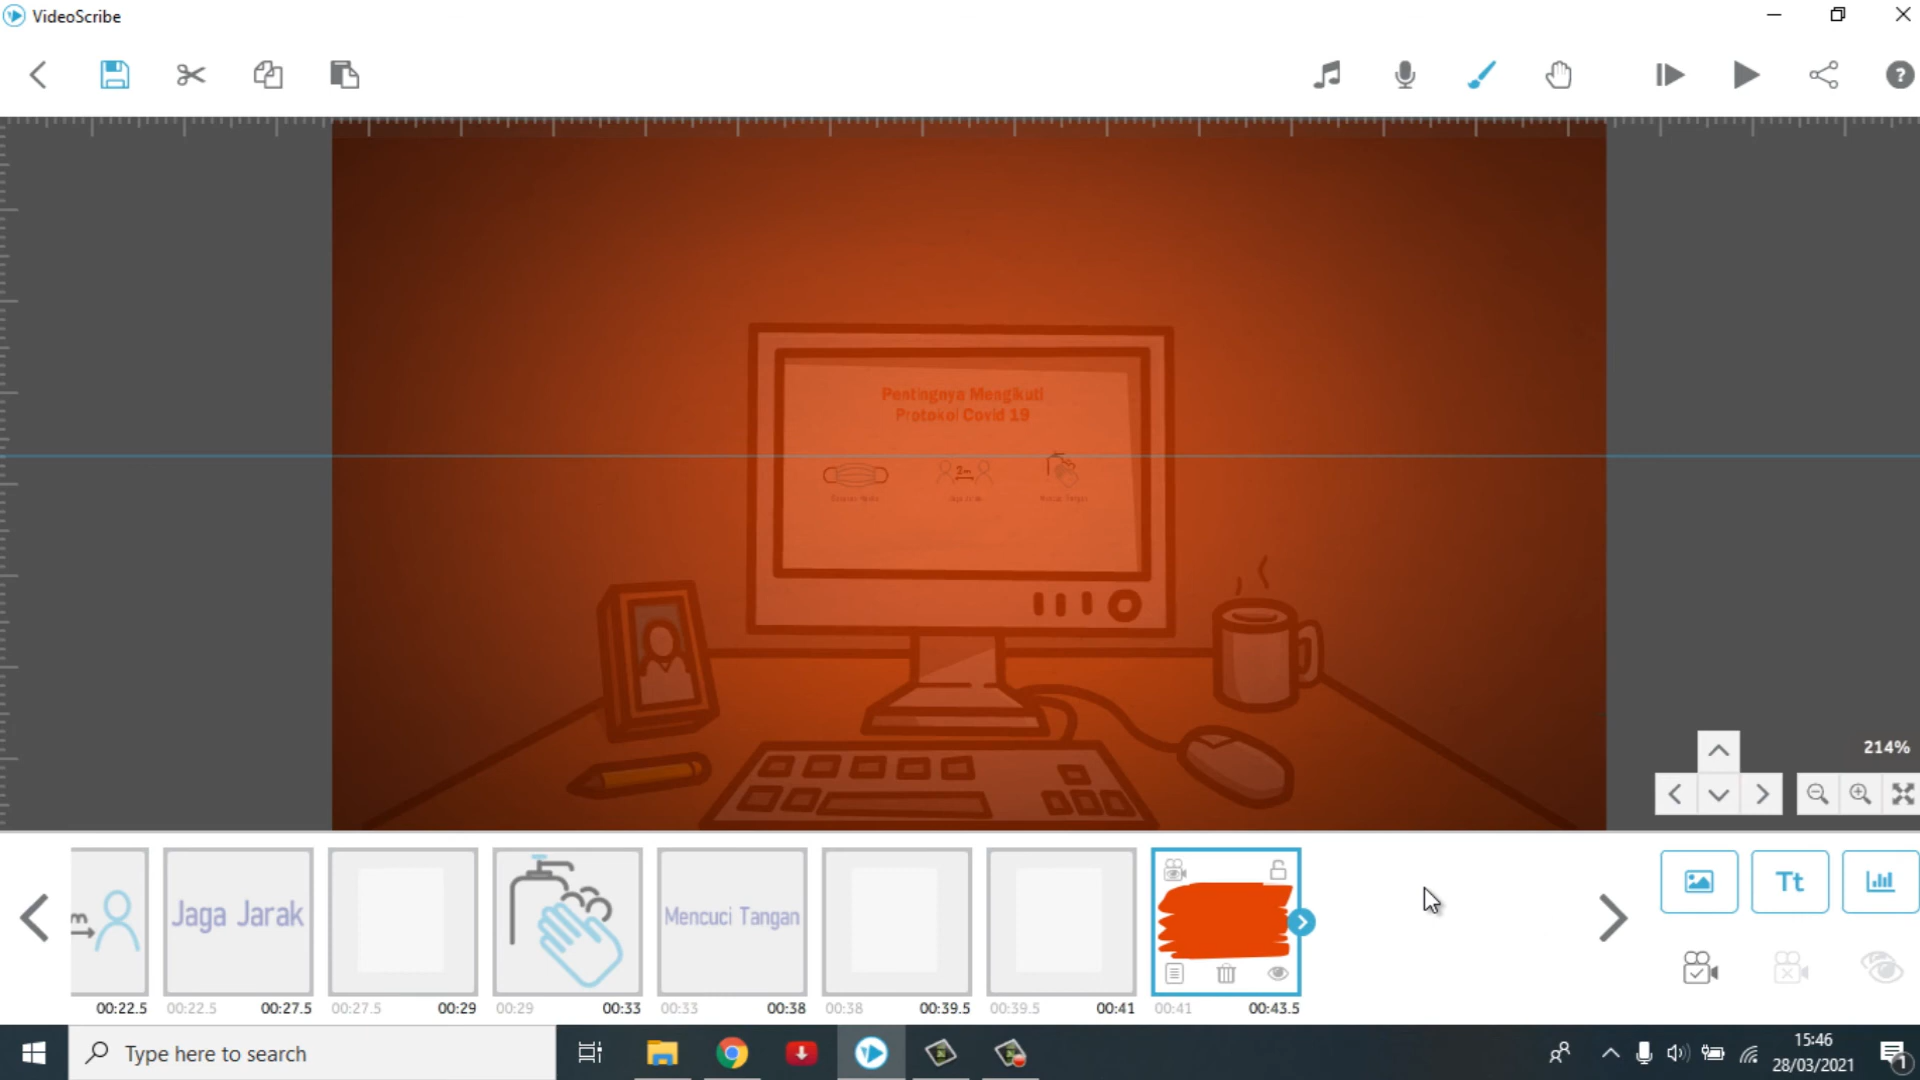 VideoScribe
Pentingnya Mengikuti
Protokol Covid 19
2m
214%
Tt
m
Jaga Jarak
Mencuci Tangan
00:22.5
00:22.5 00:27.5
00:27.5 00:29
00:29 00:33
00:33 00:38
00:38 00:39.5
00:39.5 00:41
00:41 00:43.5
Type here to search
15:46
28/03/2021
1